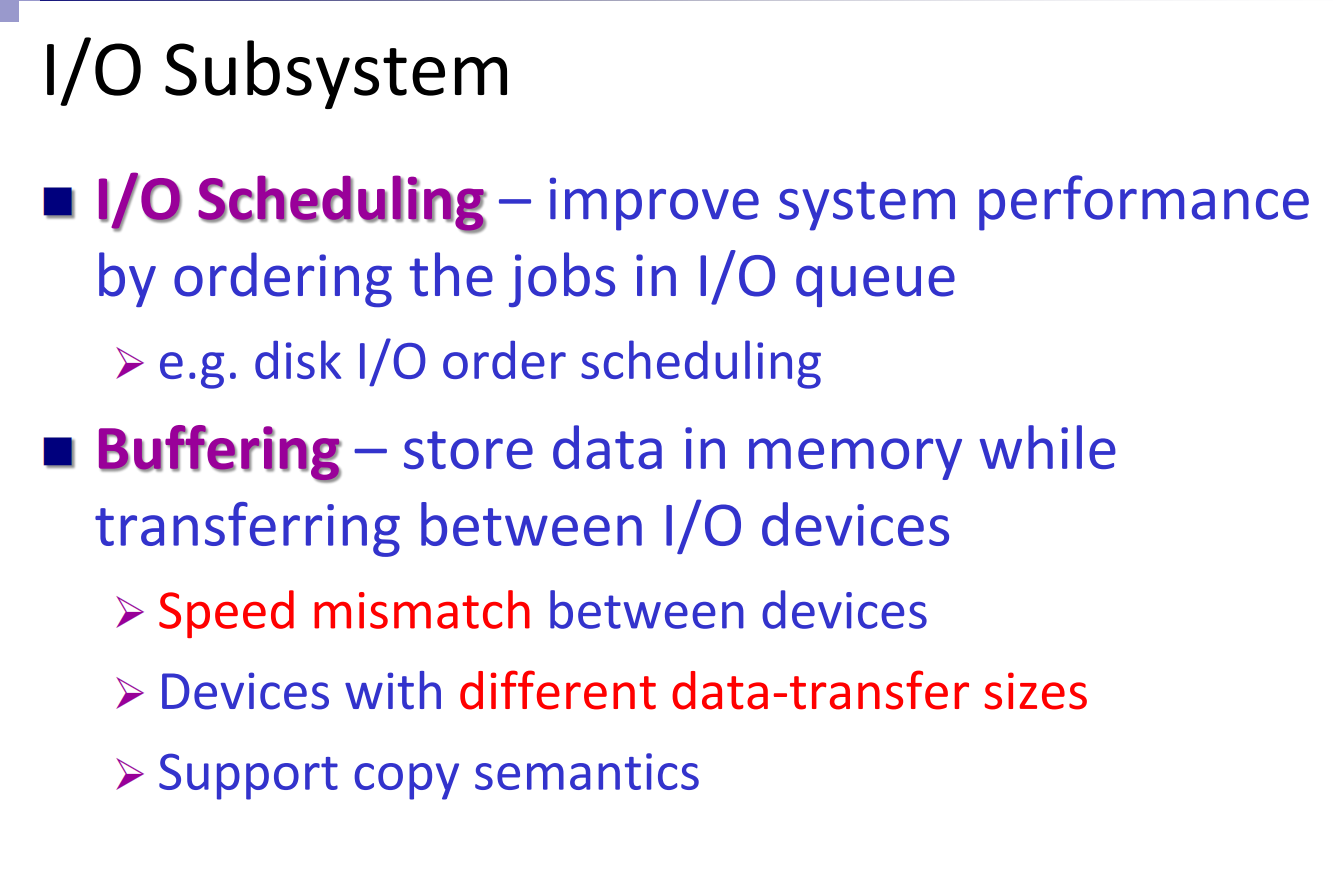 I/O Subsystem
I/O Scheduling – improve system performance
by ordering the jobs in I/O queue
e.g. disk I/O order scheduling
Buffering – store data in memory while
transferring between I/O devices
Speed mismatch between devices
Devices with different data-transfer sizes
Support copy semantics